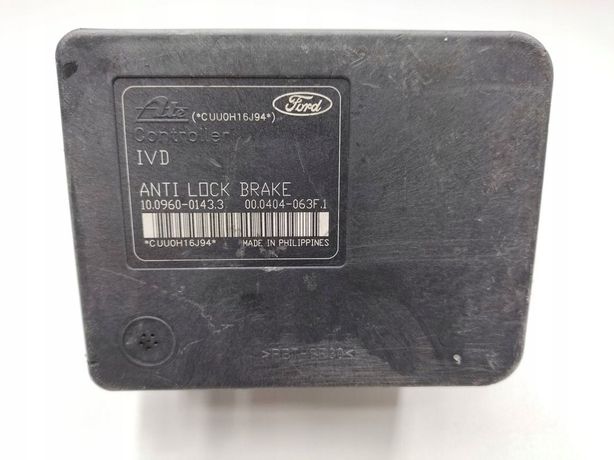 Ate (*CUU0H16J94*) Ford
Controller
IVD
ANTI LOCK BRAKE
10.0960-0143.3 00.0404-063F.1
*CUU0H16J94* MADE IN PHILIPPINES